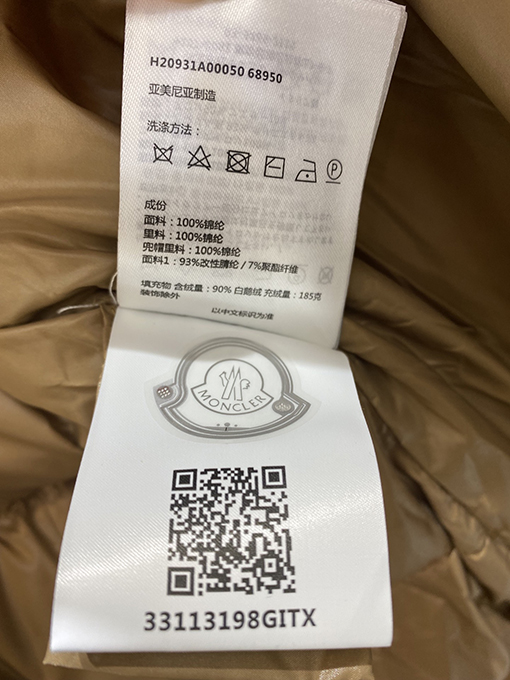 H20931A00050 68950
亚美尼亚制造
洗涤方法：
P
成份
面料：100%锦纶
里料：100%锦纶
兜帽里料：100%锦纶
面料1：93%改性腈纶 / 7%聚酯纤维
填充物 含绒量：90% 白鹅绒 充绒量：185克
装饰除外
以中文标识为准
MONCLER
33113198GITX